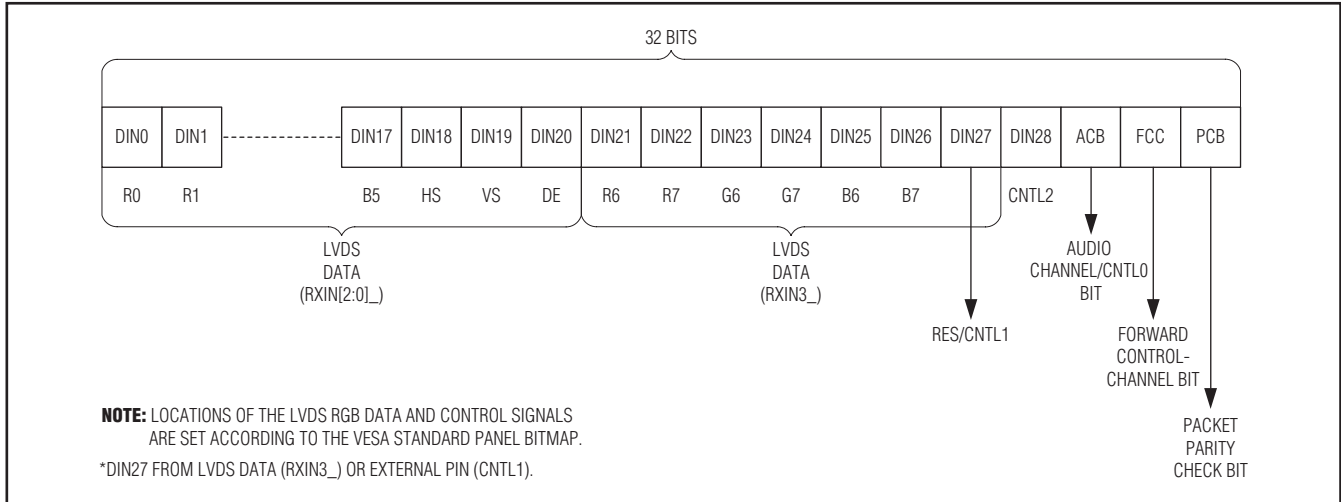 32 BITS
DIN0 DIN1 DIN17 DIN18 DIN19 DIN20 DIN21 DIN22 DIN23 DIN24 DIN25 DIN26 DIN27 DIN28 ACB FCC PCB
R0 R1 B5 HS VS DE R6 R7 G6 G7 B6 B7 CNTL2
LVDS
DATA
(RXIN[2:0]_)
LVDS
DATA
(RXIN3_)
RES/CNTL1
AUDIO
CHANNEL/CNTL0
BIT
FORWARD
CONTROL-
CHANNEL BIT
PACKET
PARITY
CHECK BIT
NOTE: LOCATIONS OF THE LVDS RGB DATA AND CONTROL SIGNALS
ARE SET ACCORDING TO THE VESA STANDARD PANEL BITMAP.
*DIN27 FROM LVDS DATA (RXIN3_) OR EXTERNAL PIN (CNTL1).